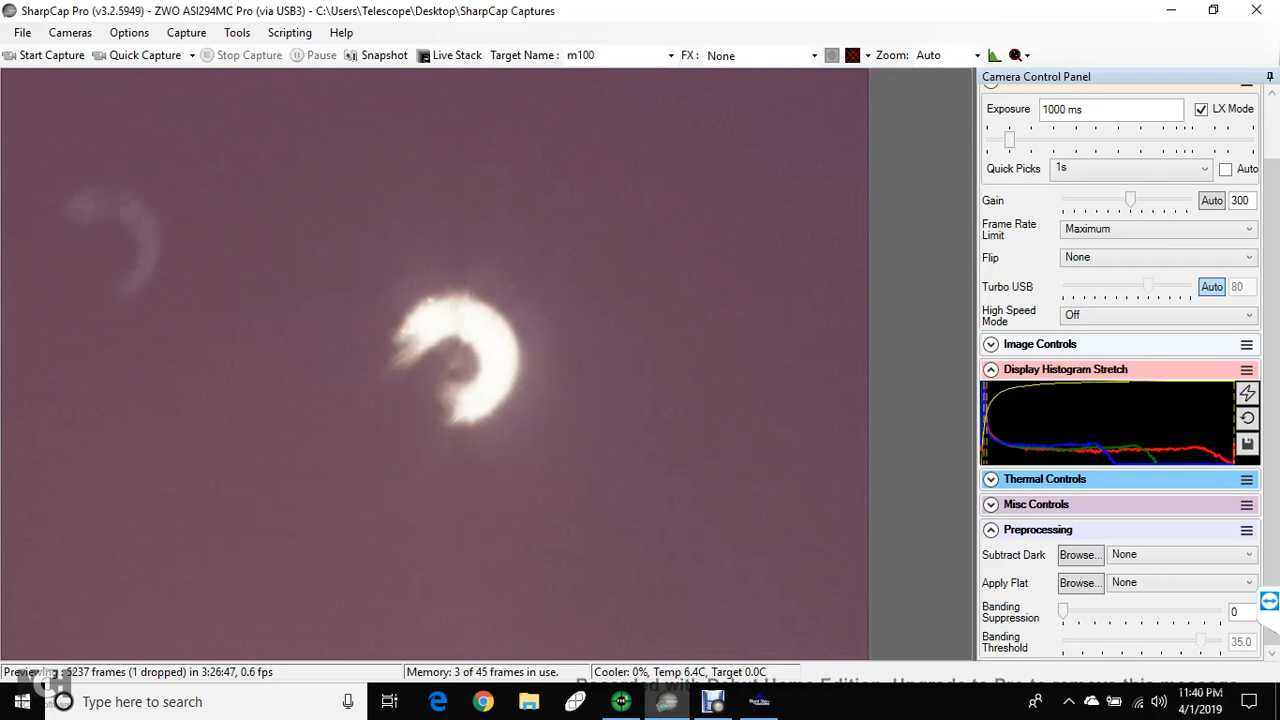 SharpCap Pro (v3.2.5949) - ZWO ASI294MC Pro (via USB3) - C:\Users\Telescope\Desktop\SharpCap Captures
File Cameras Options Capture Tools Scripting Help
Start Capture Quick Capture Stop Capture Pause Snapshot Live Stack Target Name : m100 FX: None Zoom: Auto
Camera Control Panel
Exposure 1000 ms LX Mode
Quick Picks 1s Auto
Gain Auto 300
Frame Rate Limit Maximum
Flip None
Turbo USB Auto 80
High Speed Mode Off
Image Controls
Display Histogram Stretch
Thermal Controls
Misc Controls
Preprocessing
Subtract Dark Browse... None
Apply Flat Browse... None
Banding Suppression 0
Banding Threshold 35.0
Previewing : 5237 frames (1 dropped) in 3:26:47, 0.6 fps Memory: 3 of 45 frames in use. Cooler: 0%, Temp 6.4C, Target 0.0C
Type here to search
11:40 PM
4/1/2019